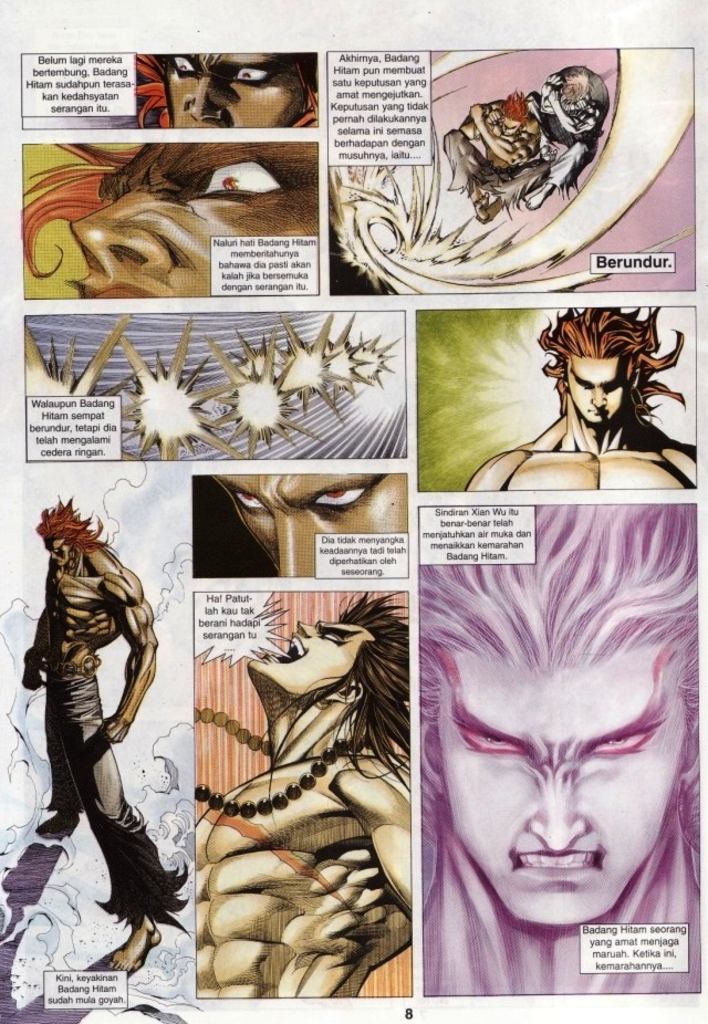 Belum lagi mereka
bertembung, Badang
Hitam sudahpun terasa-
kan kedahsyatan
serangan itu.
Akhirnya, Badang
Hitam pun membuat
satu keputusan yang
amat mengejutkan.
Keputusan yang tidak
pernah dilakukannya
selama ini semasa
berhadapan dengan
musuhnya, iaitu....
Naluri hati Badang Hitam
memberitahunya
bahawa dia pasti akan
kalah jika bersemuka
dengan serangan itu.
Berundur.
Walaupun Badang
Hitam sempat
berundur, tetapi dia
telah mengalami
cedera ringan.
Dia tidak menyangka
keadaannya tadi telah
diperhatikan oleh
seseorang.
Sindiran Xian Wu itu
benar-benar telah
menjatuhkan air muka dan
menaikkan kemarahan
Badang Hitam.
Ha! Patut-
lah kau tak
berani hadapi
serangan tu
....
Badang Hitam seorang
yang amat menjaga
maruah. Ketika ini,
kemarahannya....
Kini, keyakinan
Badang Hitam
sudah mula goyah.
8